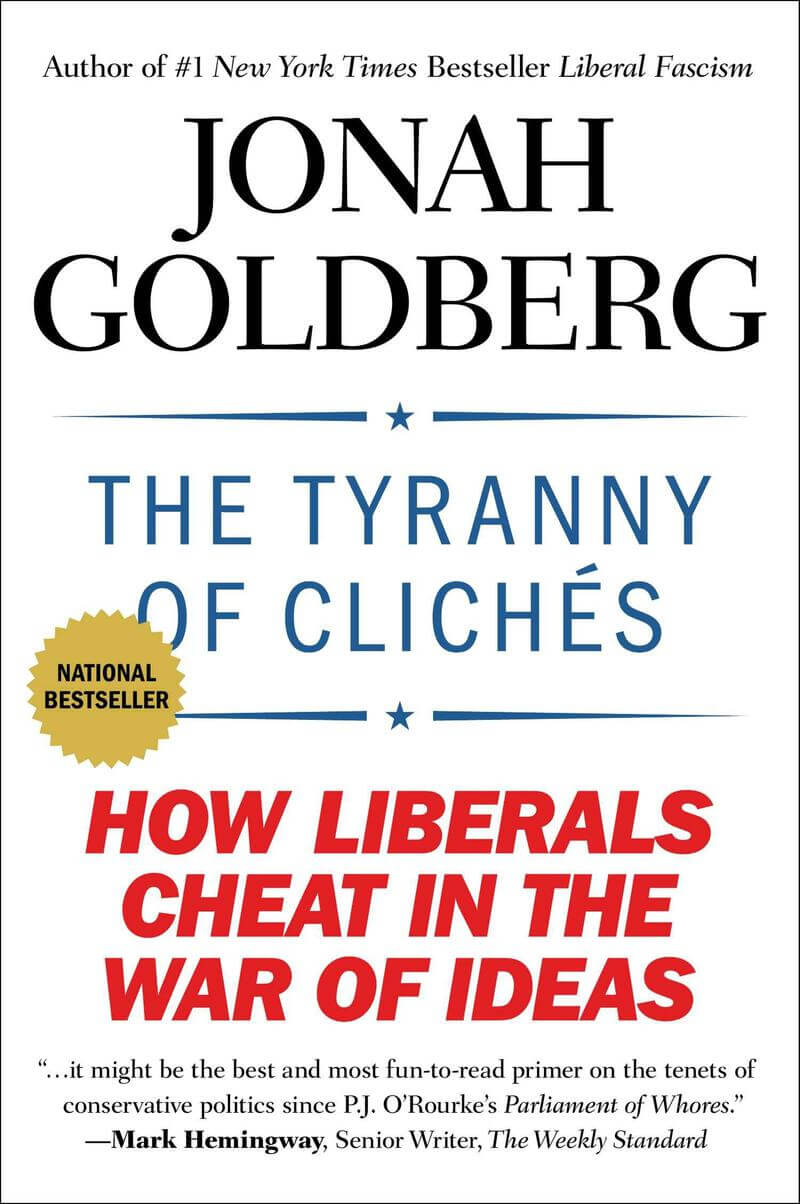 Author of #1 New York Times Bestseller Liberal Fascism
JONAH
GOLDBERG
THE TYRANNY
OF CLICHÉS
NATIONAL
BESTSELLER
HOW LIBERALS
CHEAT IN THE
WAR OF IDEAS
“…it might be the best and most fun-to-read primer on the tenets of
conservative politics since P.J. O’Rourke’s Parliament of Whores.”
—Mark Hemingway, Senior Writer, The Weekly Standard